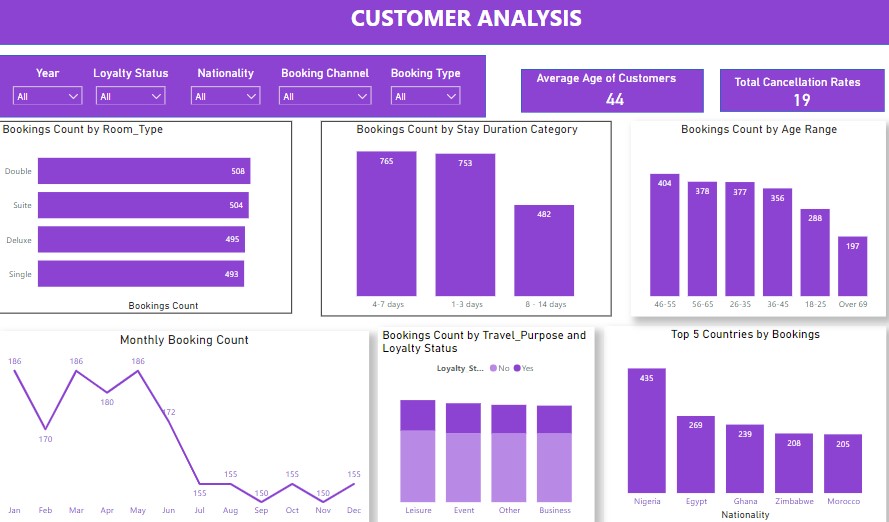 CUSTOMER ANALYSIS
Year Loyalty Status Nationality Booking Channel Booking Type
All All All All All
Average Age of Customers
44
Total Cancellation Rates
19
Bookings Count by Room_Type
Double 508
Suite 504
Deluxe 495
Single 493
Bookings Count
Bookings Count by Stay Duration Category
765 753 482
4-7 days 1-3 days 8 - 14 days
Bookings Count by Age Range
404 378 377 356 288 197
46-55 56-65 26-35 36-45 18-25 Over 69
Monthly Booking Count
186 170 186 180 186 172 155 155 150 155 150 155
Jan Feb Mar Apr May Jun Jul Aug Sep Oct Nov Dec
Bookings Count by Travel_Purpose and
Loyalty Status
Loyalty St... No Yes
Leisure Event Other Business
Top 5 Countries by Bookings
435 269 239 208 205
Nigeria Egypt Ghana Zimbabwe Morocco
Nationality